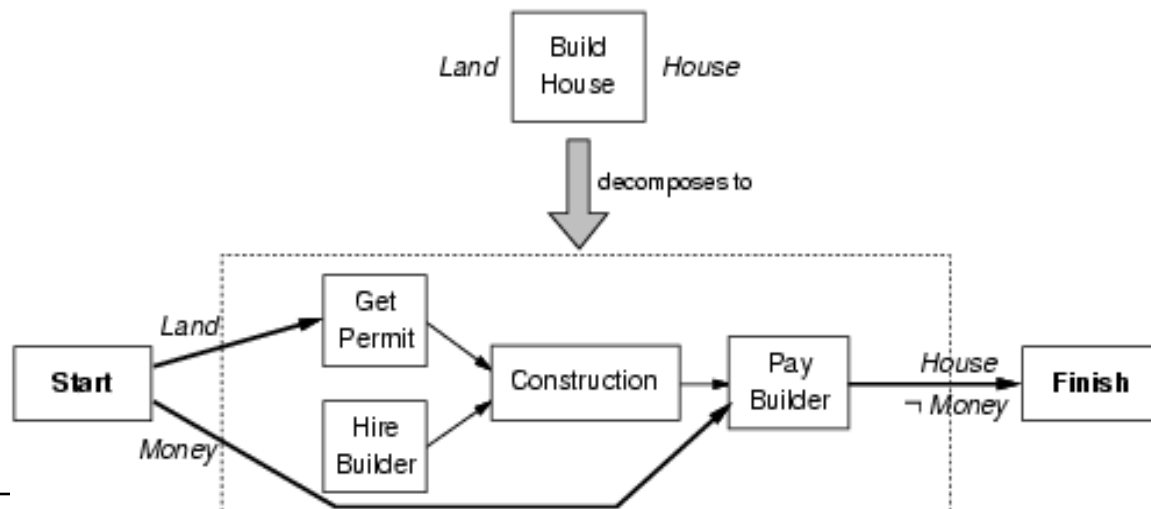 Land
Build
House
House
decomposes to
Start
Land
Money
Get
Permit
Hire
Builder
Construction
Pay
Builder
House
¬ Money
Finish